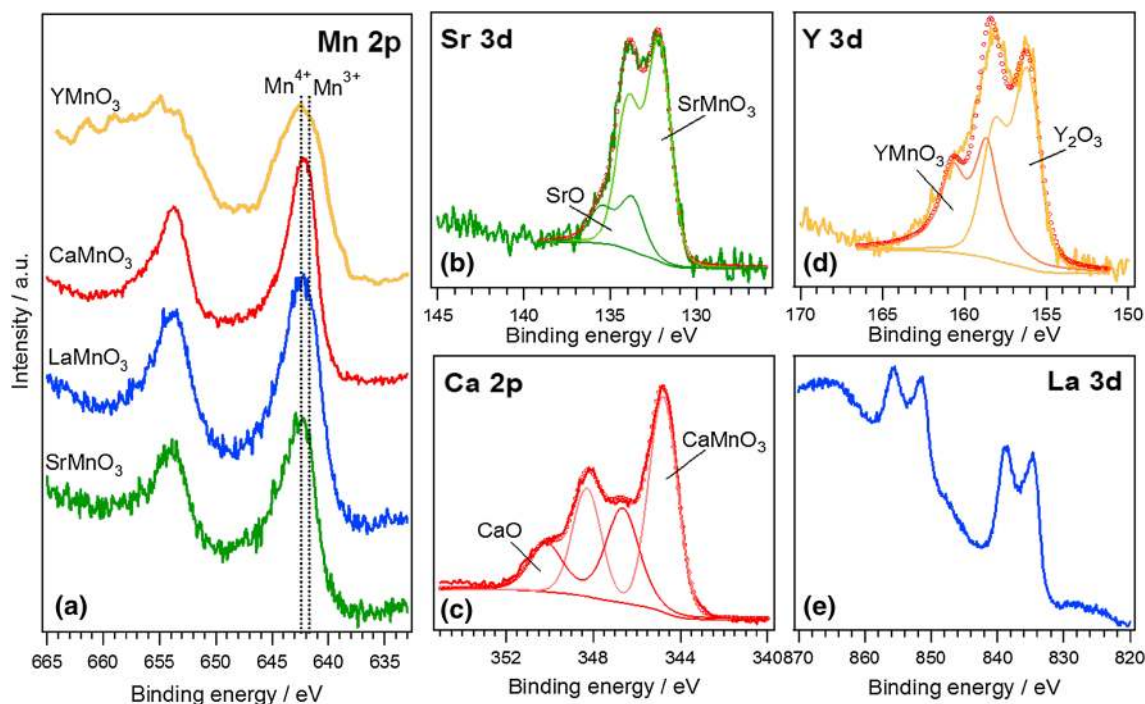 Mn 2p
Mn⁴⁺ Mn³⁺
YMnO₃
CaMnO₃
LaMnO₃
SrMnO₃
(a)
Intensity / a.u.
665 660 655 650 645 640 635
Binding energy / eV
Sr 3d
SrMnO₃
SrO
(b)
145 140 135 130
Binding energy / eV
Y 3d
YMnO₃
Y₂O₃
(d)
170 165 160 155 150
Binding energy / eV
Ca 2p
CaMnO₃
CaO
(c)
352 348 344 340
Binding energy / eV
La 3d
(e)
870 860 850 840 830 820
Binding energy / eV